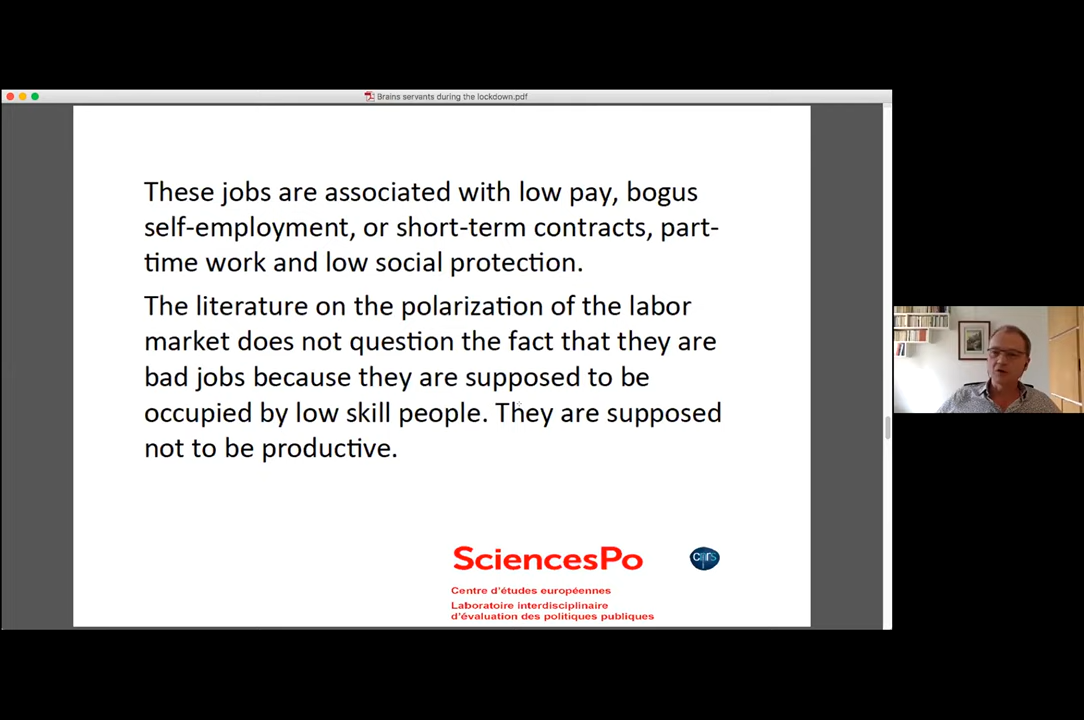 Brains servants during the lockdown.pdf
These jobs are associated with low pay, bogus
self-employment, or short-term contracts, part-
time work and low social protection.
The literature on the polarization of the labor
market does not question the fact that they are
bad jobs because they are supposed to be
occupied by low skill people. They are supposed
not to be productive.
SciencesPo
cnrs
Centre d'études européennes
Laboratoire interdisciplinaire
d'évaluation des politiques publiques